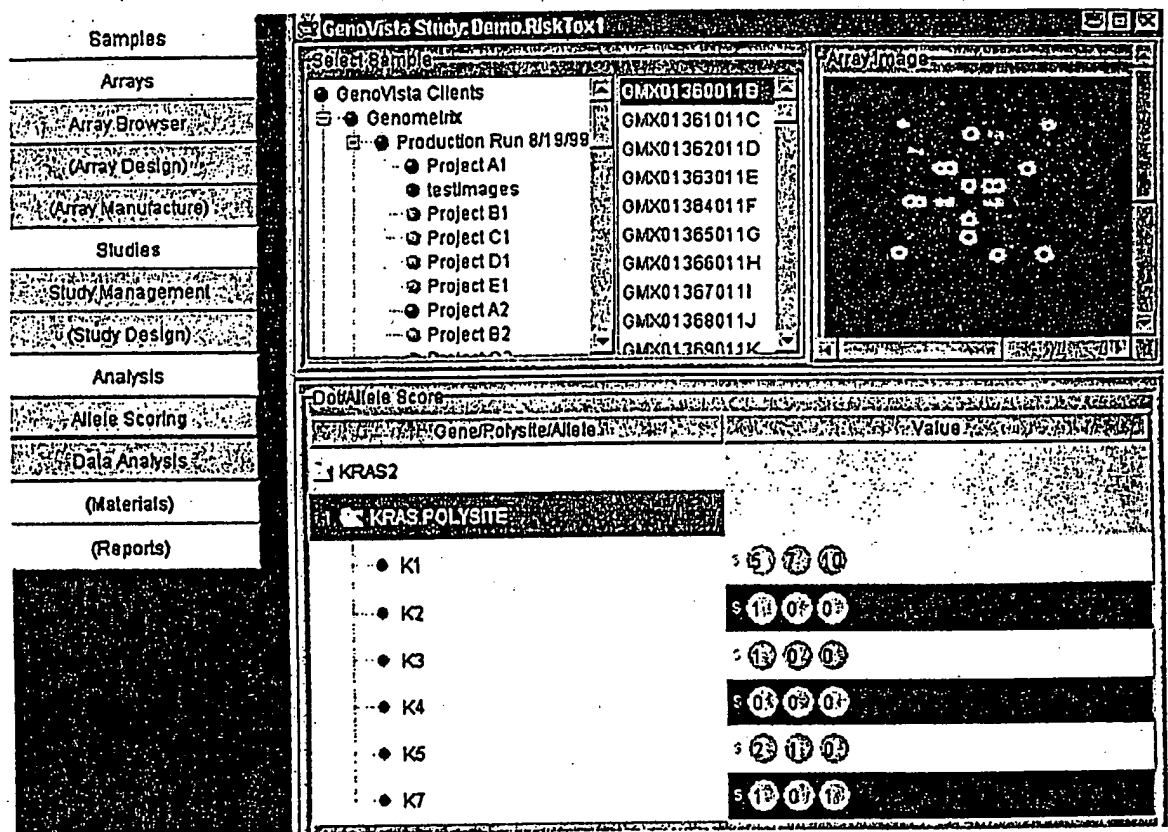 Samples
Arrays
Array Browser
(Array Design)
(Array Manufacture)
Studies
Study Management
(Study Design)
Analysis
Allele Scoring
Data Analysis
(Materials)
(Reports)
GenoVista Study: Demo.RiskTox1
Select Sample
GenoVista Clients
Genometrix
Production Run 8/19/99
Project A1
testimages
Project B1
Project C1
Project D1
Project E1
Project A2
Project B2
GMX01360011B
GMX01361011C
GMX01362011D
GMX01363011E
GMX01364011F
GMX01365011G
GMX01366011H
GMX01367011I
GMX01368011J
GMX01369011K
Array Image
Dot/Allele Score
Gene/Polysite/Allele Value
KRAS2
KRAS.POLYSITE
K1 S 5 7 10
K2 S
K3 S
K4 S
K5 S
K7 S